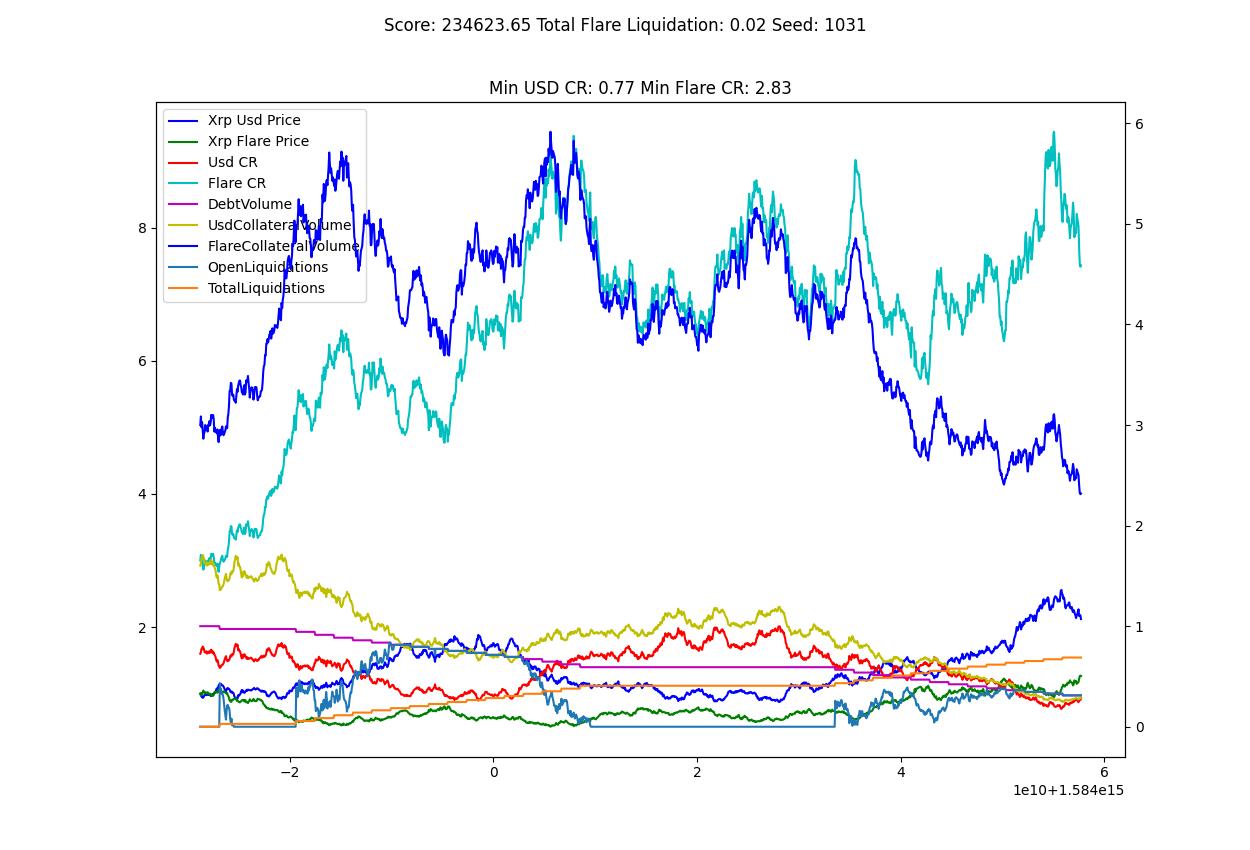 Score: 234623.65 Total Flare Liquidation: 0.02 Seed: 1031
Min USD CR: 0.77 Min Flare CR: 2.83
Xrp Usd Price
Xrp Flare Price
Usd CR
Flare CR
DebtVolume
UsdCollateralVolume
FlareCollateralVolume
OpenLiquidations
TotalLiquidations
8
6
4
2
6
5
4
3
2
1
0
−2
0
2
4
6
1e10+1.584e15